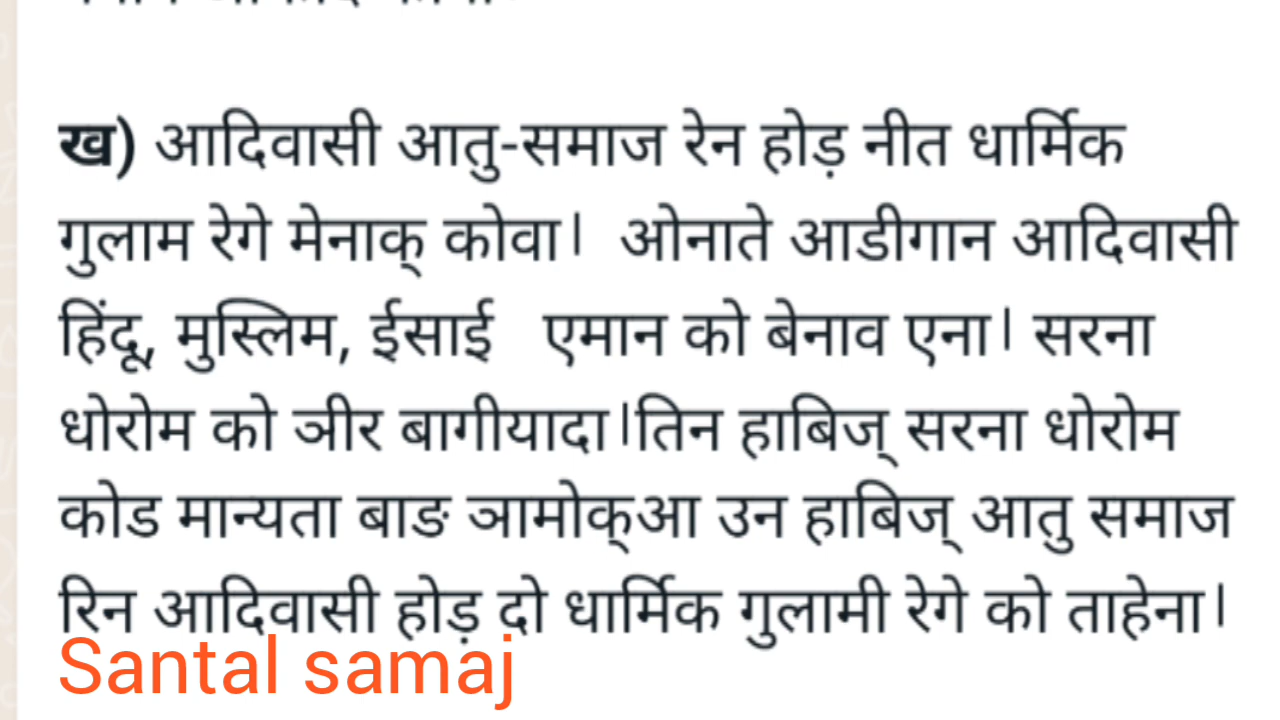 ख) आदिवासी आतु-समाज रेन होड़ नीत धार्मिक
गुलाम रेगे मेनाक् कोवा। ओनाते आडीगान आदिवासी
हिंदू, मुस्लिम, ईसाई एमान को बेनाव एना। सरना
धोरोम को ञीर बागीयादा।तिन हाबिज् सरना धोरोम
कोड मान्यता बाङ ञामोक्आ उन हाबिज् आतु समाज
रिन आदिवासी होड़ दो धार्मिक गुलामी रेगे को ताहेना।
Santal samaj